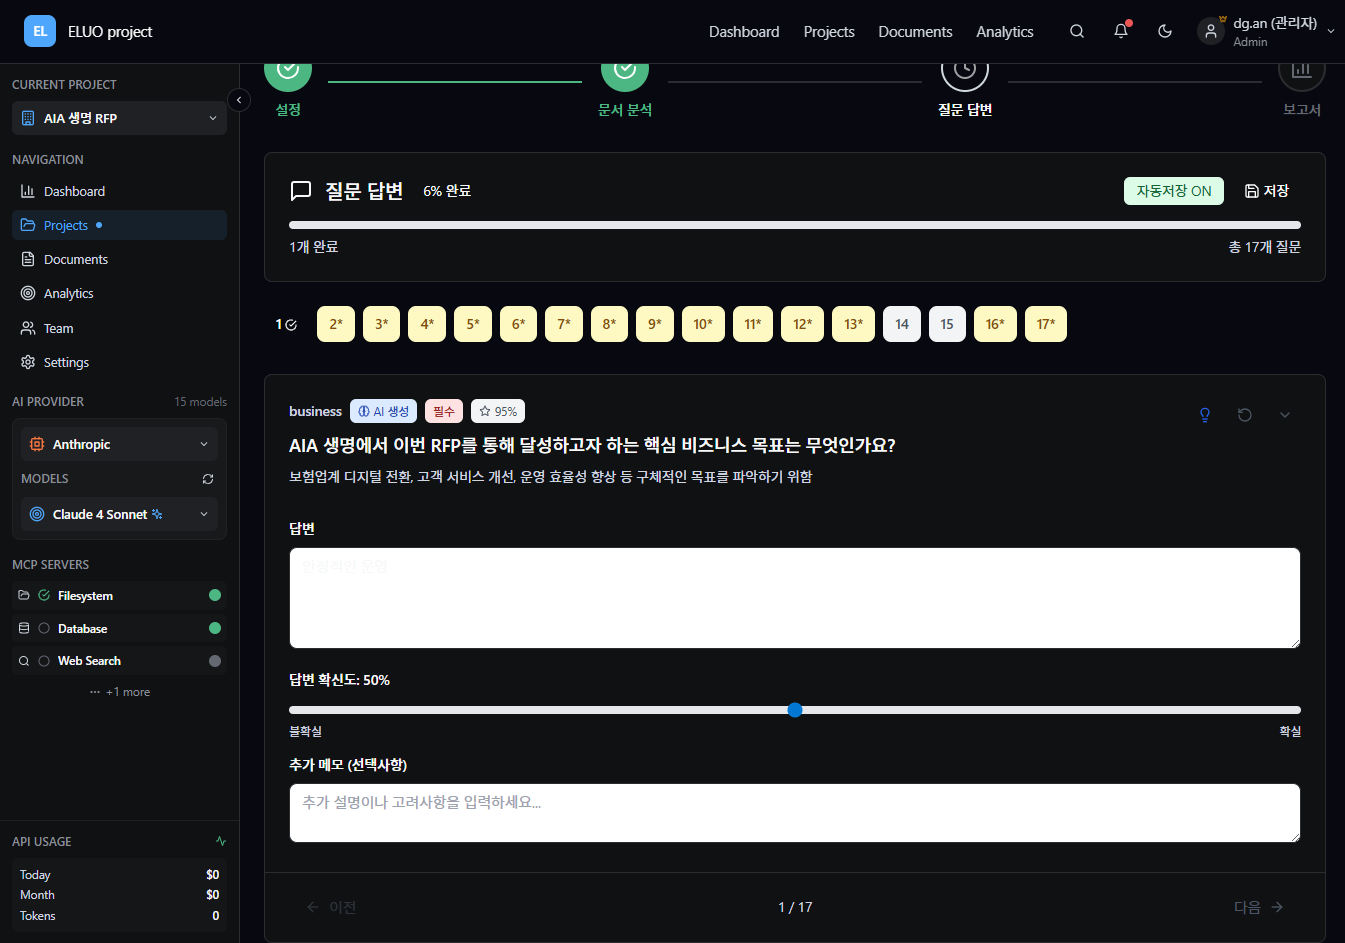 EL ELUO project
Dashboard Projects Documents Analytics
dg.an (관리자)
Admin
CURRENT PROJECT
AIA 생명 RFP
NAVIGATION
Dashboard
Projects
Documents
Analytics
Team
Settings
AI PROVIDER 15 models
Anthropic
MODELS
Claude 4 Sonnet
MCP SERVERS
Filesystem
Database
Web Search
··· +1 more
API USAGE
Today $0
Month $0
Tokens 0
설정 문서 분석 질문 답변 보고서
질문 답변 6% 완료 자동저장 ON 저장
1개 완료 총 17개 질문
1 2* 3* 4* 5* 6* 7* 8* 9* 10* 11* 12* 13* 14 15 16* 17*
business AI 생성 필수 95%
AIA 생명에서 이번 RFP를 통해 달성하고자 하는 핵심 비즈니스 목표는 무엇인가요?
보험업계 디지털 전환, 고객 서비스 개선, 운영 효율성 향상 등 구체적인 목표를 파악하기 위함
답변
안정적인 운영
답변 확신도: 50%
불확실 확실
추가 메모 (선택사항)
추가 설명이나 고려사항을 입력하세요...
이전 1 / 17 다음